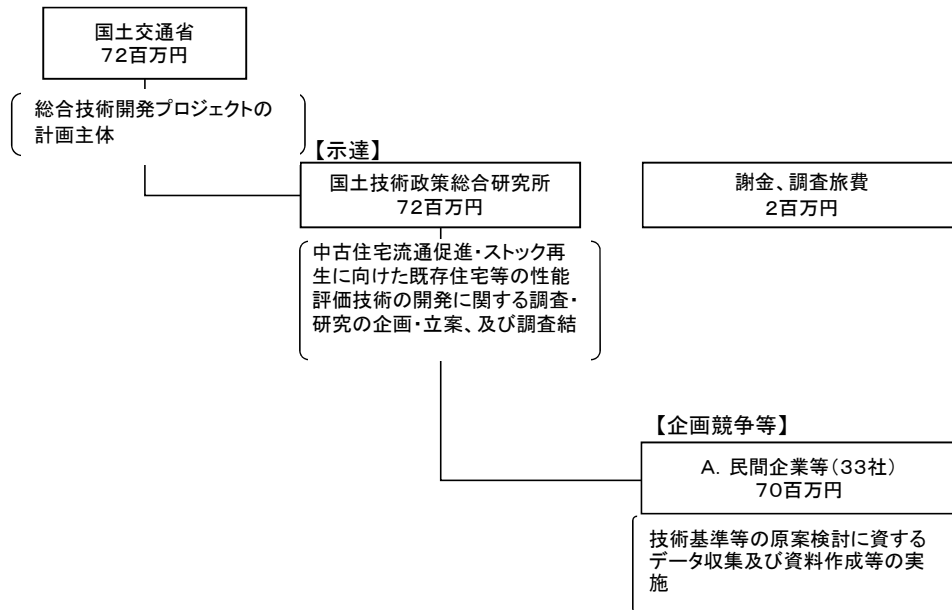 国土交通省
72百万円
総合技術開発プロジェクトの
計画主体
【示達】
国土技術政策総合研究所
72百万円
謝金、調査旅費
2百万円
中古住宅流通促進・ストック再
生に向けた既存住宅等の性能
評価技術の開発に関する調査・
研究の企画・立案、及び調査結
【企画競争等】
A. 民間企業等(33社)
70百万円
技術基準等の原案検討に資する
データ収集及び資料作成等の実
施